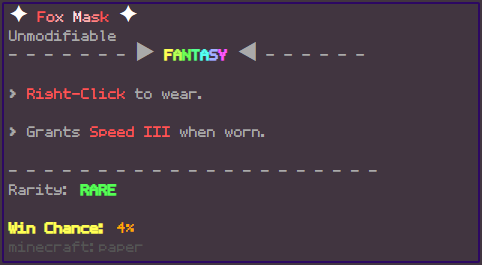 ✦ Fox Mask ✦
Unmodifiable
- - - - - - - ▶ FANTASY ◀ - - - - - -
> Right-Click to wear.
> Grants Speed III when worn.
- - - - - - - - - - - - - - - - - - - -
Rarity: RARE
Win Chance: 4%
minecraft:paper